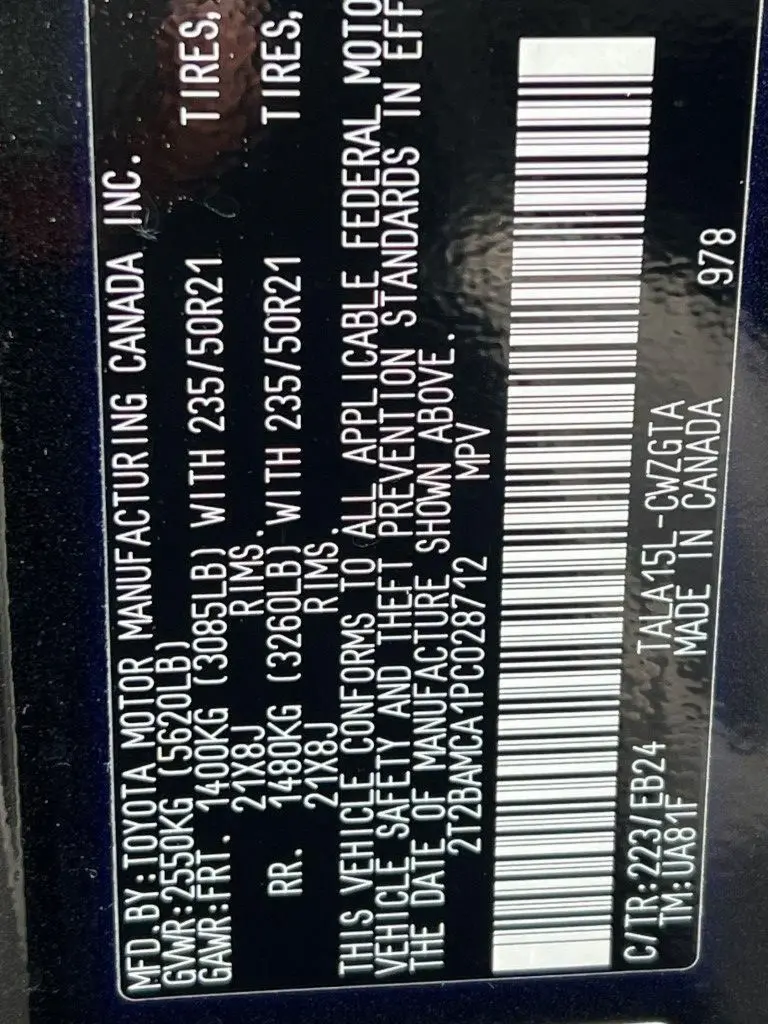 MFD.BY:TOYOTA MOTOR MANUFACTURING CANADA INC.
GVWR:2550KG (5620LB)
GAWR:FRT. 1400KG (3085LB) WITH 235/50R21 TIRES,
21X8J RIMS.
RR. 1480KG (3260LB) WITH 235/50R21 TIRES,
21X8J RIMS.
THIS VEHICLE CONFORMS TO ALL APPLICABLE FEDERAL MOTO
VEHICLE SAFETY AND THEFT PREVENTION STANDARDS IN EFF
THE DATE OF MANUFACTURE SHOWN ABOVE.
2T2BAMCA1PC028712 MPV
C/TR:223/EB24 TALA15L-CWZGTA
TM:UA81F MADE IN CANADA 978